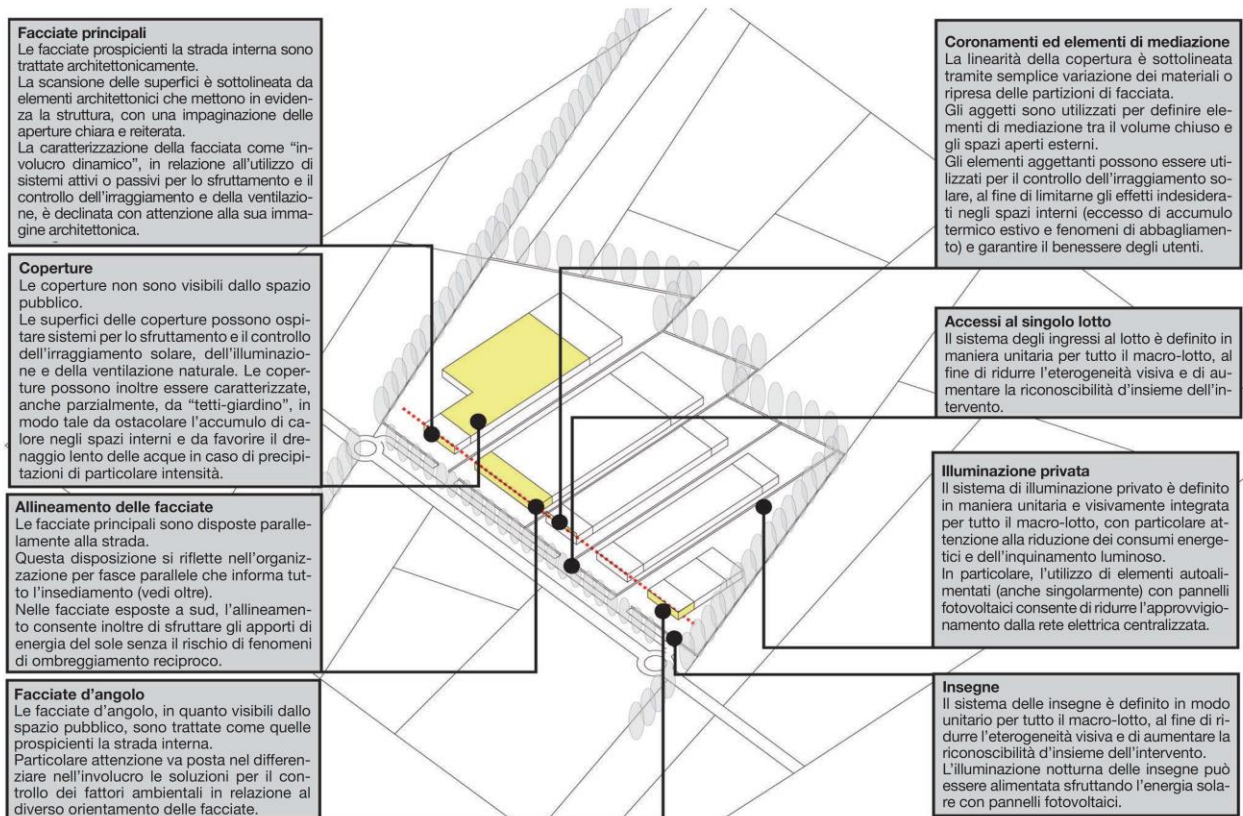 Facciate principali
Le facciate prospicienti la strada interna sono
trattate architettonicamente.
La scansione delle superfici è sottolineata da
elementi architettonici che mettono in eviden-
za la struttura, con una impaginazione delle
aperture chiara e reiterata.
La caratterizzazione della facciata come “in-
volucro dinamico”, in relazione all’utilizzo di
sistemi attivi o passivi per lo sfruttamento e il
controllo dell’irraggiamento e della ventilazio-
ne, è declinata con attenzione alla sua imma-
gine architettonica.
Coperture
Le coperture non sono visibili dallo spazio
pubblico.
Le superfici delle coperture possono ospi-
tare sistemi per lo sfruttamento e il controllo
dell’irraggiamento solare, dell’illuminazio-
ne e della ventilazione naturale. Le coper-
ture possono inoltre essere caratterizzate,
anche parzialmente, da “tetti-giardino”, in
modo tale da ostacolare l’accumulo di ca-
lore negli spazi interni e da favorire il dre-
naggio lento delle acque in caso di precipi-
tazioni di particolare intensità.
Allineamento delle facciate
Le facciate principali sono disposte paralle-
lamente alla strada.
Questa disposizione si riflette nell’organiz-
zazione per fasce parallele che informa tut-
to l’insediamento (vedi oltre).
Nelle facciate esposte a sud, l’allineamen-
to consente inoltre di sfruttare gli apporti di
energia del sole senza il rischio di fenomeni
di ombreggiamento reciproco.
Facciate d’angolo
Le facciate d’angolo, in quanto visibili dallo
spazio pubblico, sono trattate come quelle
prospicienti la strada interna.
Particolare attenzione va posta nel differen-
ziare nell’involucro le soluzioni per il con-
trollo dei fattori ambientali in relazione al
diverso orientamento delle facciate.
Coronamenti ed elementi di mediazione
La linearità della copertura è sottolineata
tramite semplice variazione dei materiali o
ripresa delle partizioni di facciata.
Gli aggetti sono utilizzati per definire ele-
menti di mediazione tra il volume chiuso e
gli spazi aperti esterni.
Gli elementi aggettanti possono essere uti-
lizzati per il controllo dell’irraggiamento so-
lare, al fine di limitarne gli effetti indesidera-
ti negli spazi interni (eccesso di accumulo
termico estivo e fenomeni di abbagliamen-
to) e garantire il benessere degli utenti.
Accessi al singolo lotto
Il sistema degli ingressi al lotto è definito in
maniera unitaria per tutto il macro-lotto, al
fine di ridurre l’eterogeneità visiva e di au-
mentare la riconoscibilità d’insieme dell’in-
tervento.
Illuminazione privata
Il sistema di illuminazione privato è definito
in maniera unitaria e visivamente integrata
per tutto il macro-lotto, con particolare at-
tenzione alla riduzione dei consumi energe-
tici e dell’inquinamento luminoso.
In particolare, l’utilizzo di elementi autoali-
mentati (anche singolarmente) con pannelli
fotovoltaici consente di ridurre l’approvvigio-
namento dalla rete elettrica centralizzata.
Insegne
Il sistema delle insegne è definito in modo
unitario per tutto il macro-lotto, al fine di ri-
durre l’eterogeneità visiva e di aumentare la
riconoscibilità d’insieme dell’intervento.
L’illuminazione notturna delle insegne può
essere alimentata sfruttando l’energia sola-
re con pannelli fotovoltaici.